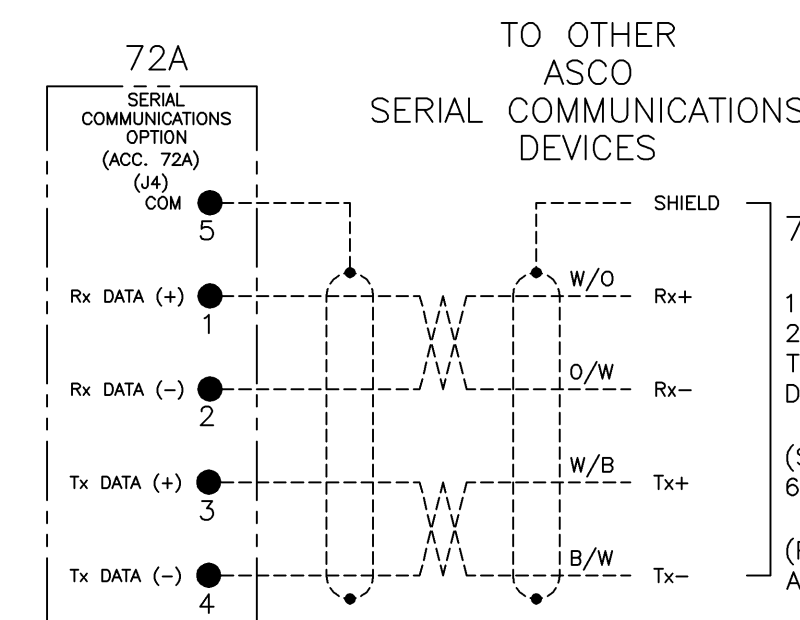 TO OTHER
ASCO
SERIAL COMMUNICATIONS
DEVICES
72A
SERIAL
COMMUNICATIONS
OPTION
(ACC. 72A)
(J4)
COM
5
SHIELD
W/O
Rx DATA (+)
1
Rx+
O/W
Rx DATA (-)
2
Rx-
W/B
Tx DATA (+)
3
Tx+
B/W
Tx DATA (-)
4
Tx-